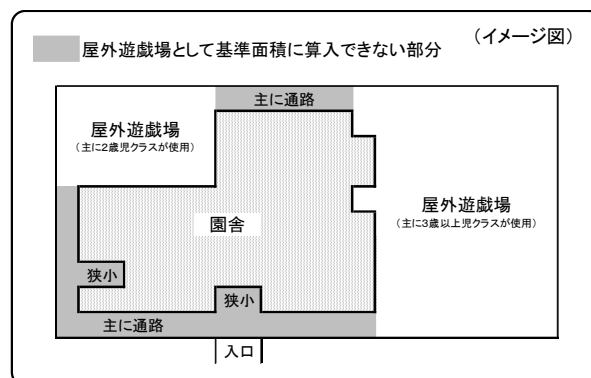 (イメージ図)
屋外遊戯場として基準面積に算入できない部分
主に通路
屋外遊戯場
(主に2歳児クラスが使用)
屋外遊戯場
(主に3歳以上児クラスが使用)
園舎
狭小
狭小
主に通路
入口